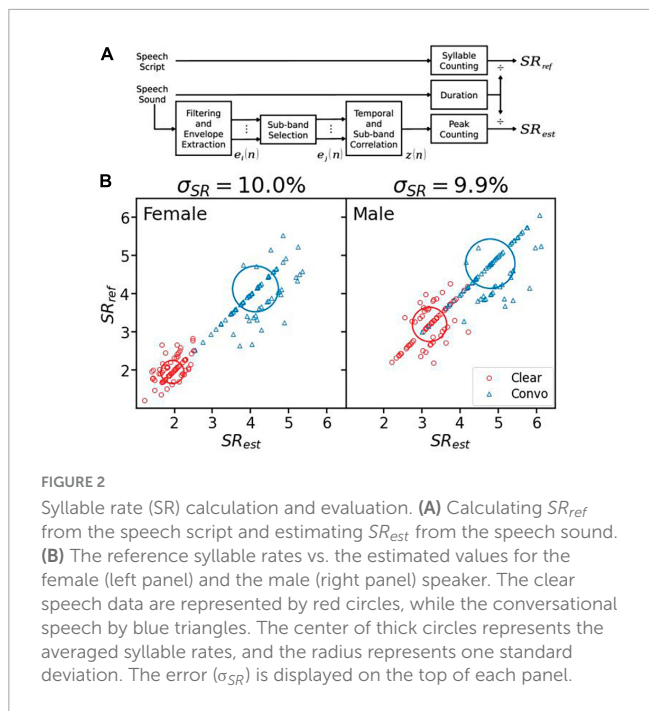 A
Speech Script
Syllable Counting
÷
SR_ref
Speech Sound
Duration
Filtering and Envelope Extraction
⋮
e_i(n)
Sub-band Selection
⋮
e_j(n)
Temporal and Sub-band Correlation
z(n)
Peak Counting
÷
SR_est
B
σ_SR = 10.0%
σ_SR = 9.9%
Female
Male
SR_ref
6
5
4
3
2
Clear
Convo
2 3 4 5 6
2 3 4 5 6
SR_est
SR_est
FIGURE 2
Syllable rate (SR) calculation and evaluation. (A) Calculating SR_ref
from the speech script and estimating SR_est from the speech sound.
(B) The reference syllable rates vs. the estimated values for the
female (left panel) and the male (right panel) speaker. The clear
speech data are represented by red circles, while the conversational
speech by blue triangles. The center of thick circles represents the
averaged syllable rates, and the radius represents one standard
deviation. The error (σ_SR) is displayed on the top of each panel.